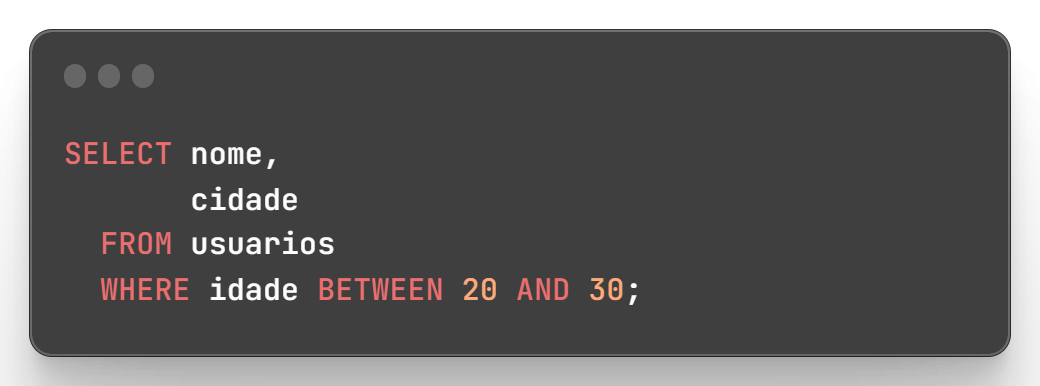 SELECT nome,
       cidade
  FROM usuarios
  WHERE idade BETWEEN 20 AND 30;